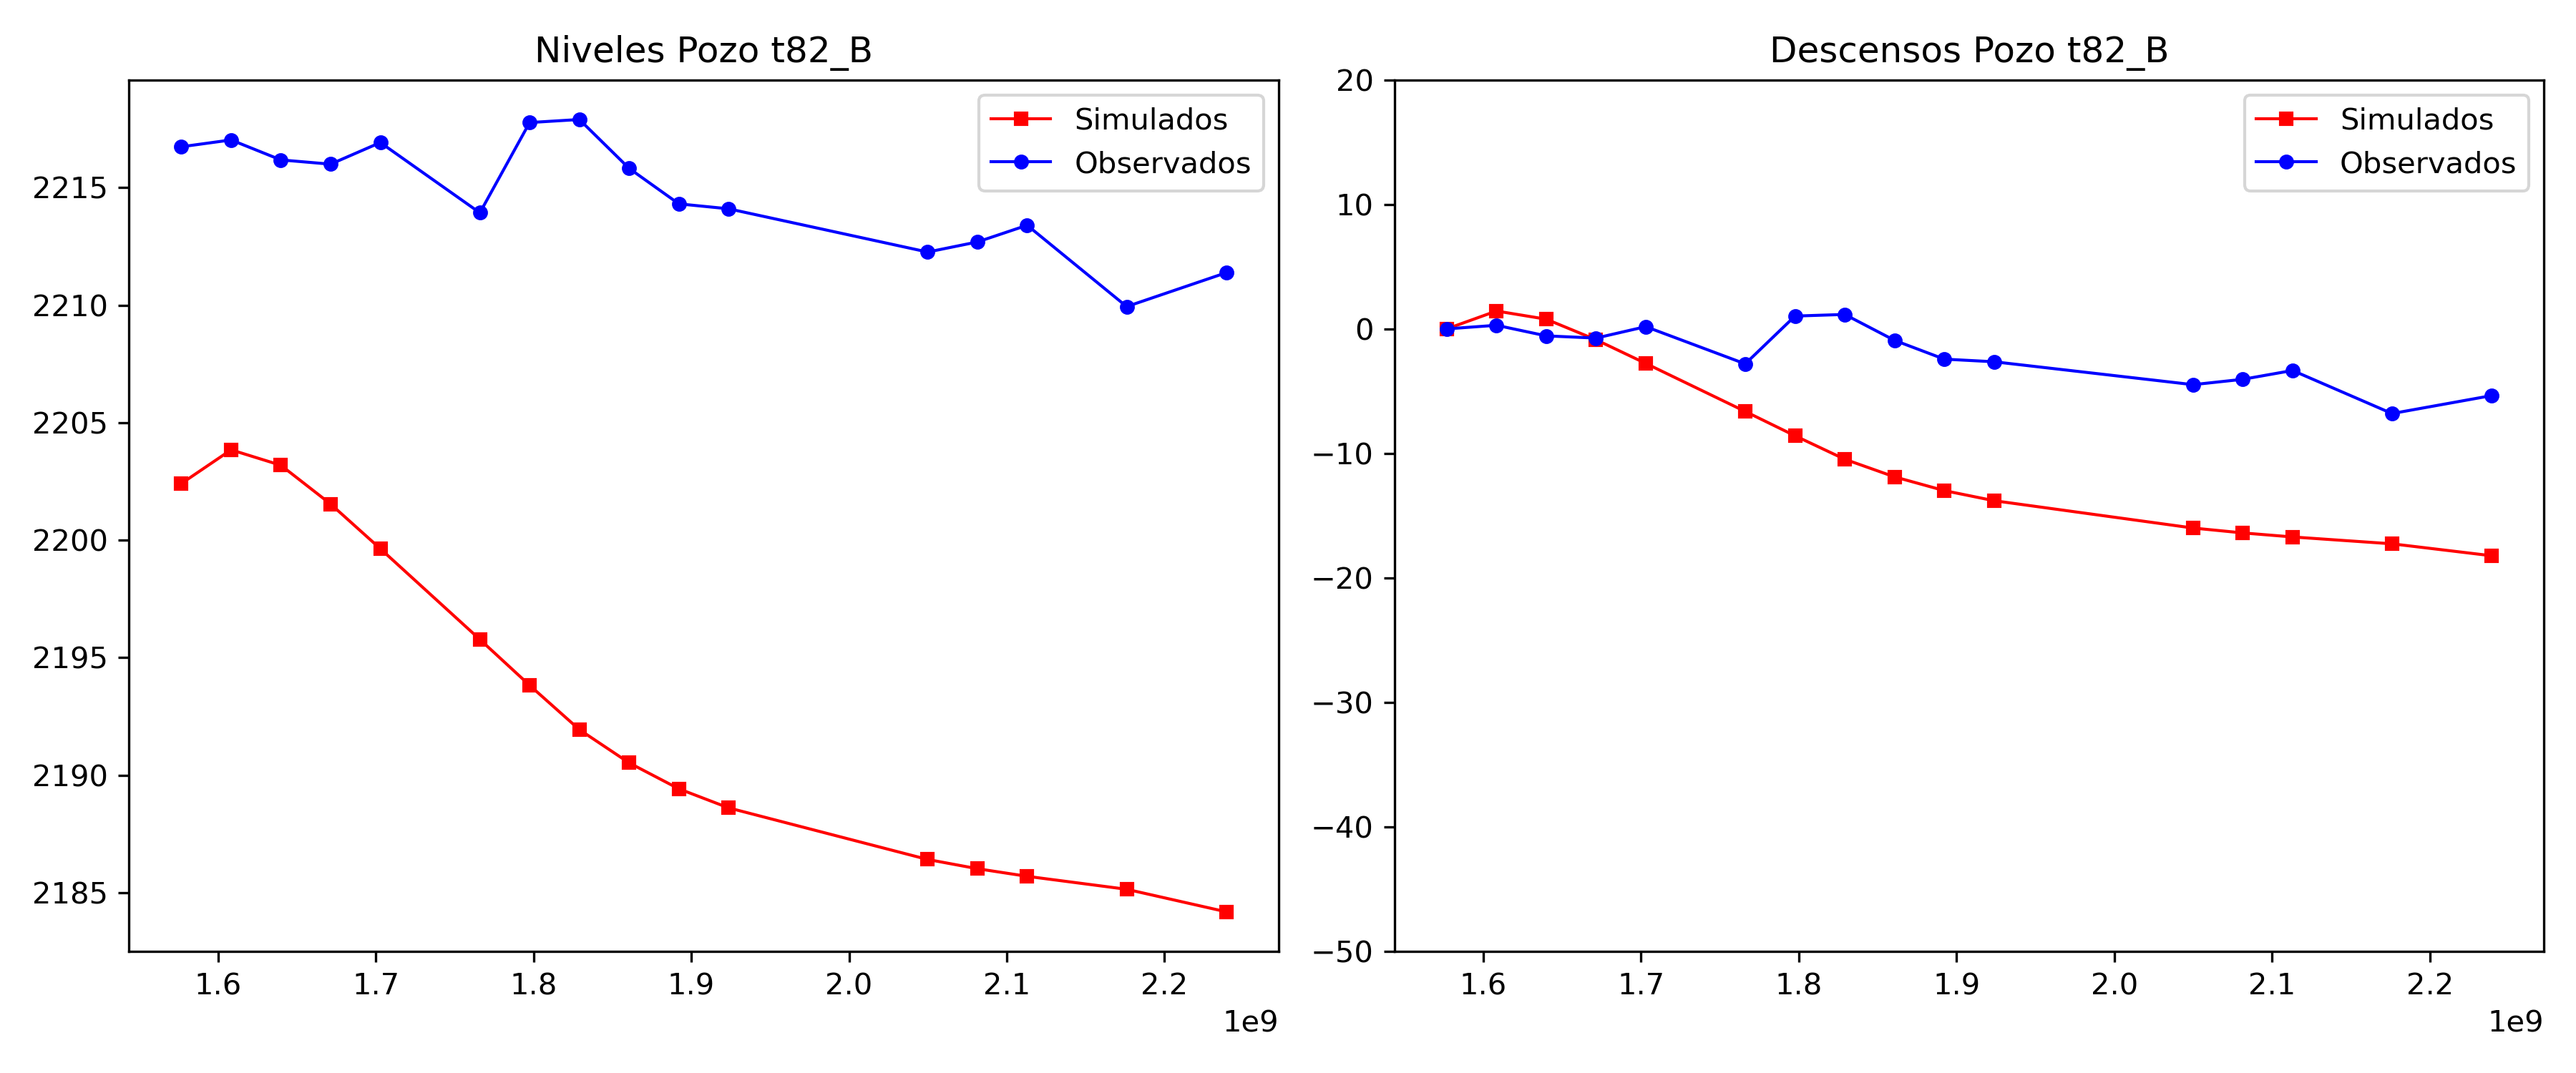 Niveles Pozo t82_B
Simulados
Observados
2215
2210
2205
2200
2195
2190
2185
1.6 1.7 1.8 1.9 2.0 2.1 2.2
1e9
Descensos Pozo t82_B
Simulados
Observados
20
10
0
−10
−20
−30
−40
−50
1.6 1.7 1.8 1.9 2.0 2.1 2.2
1e9